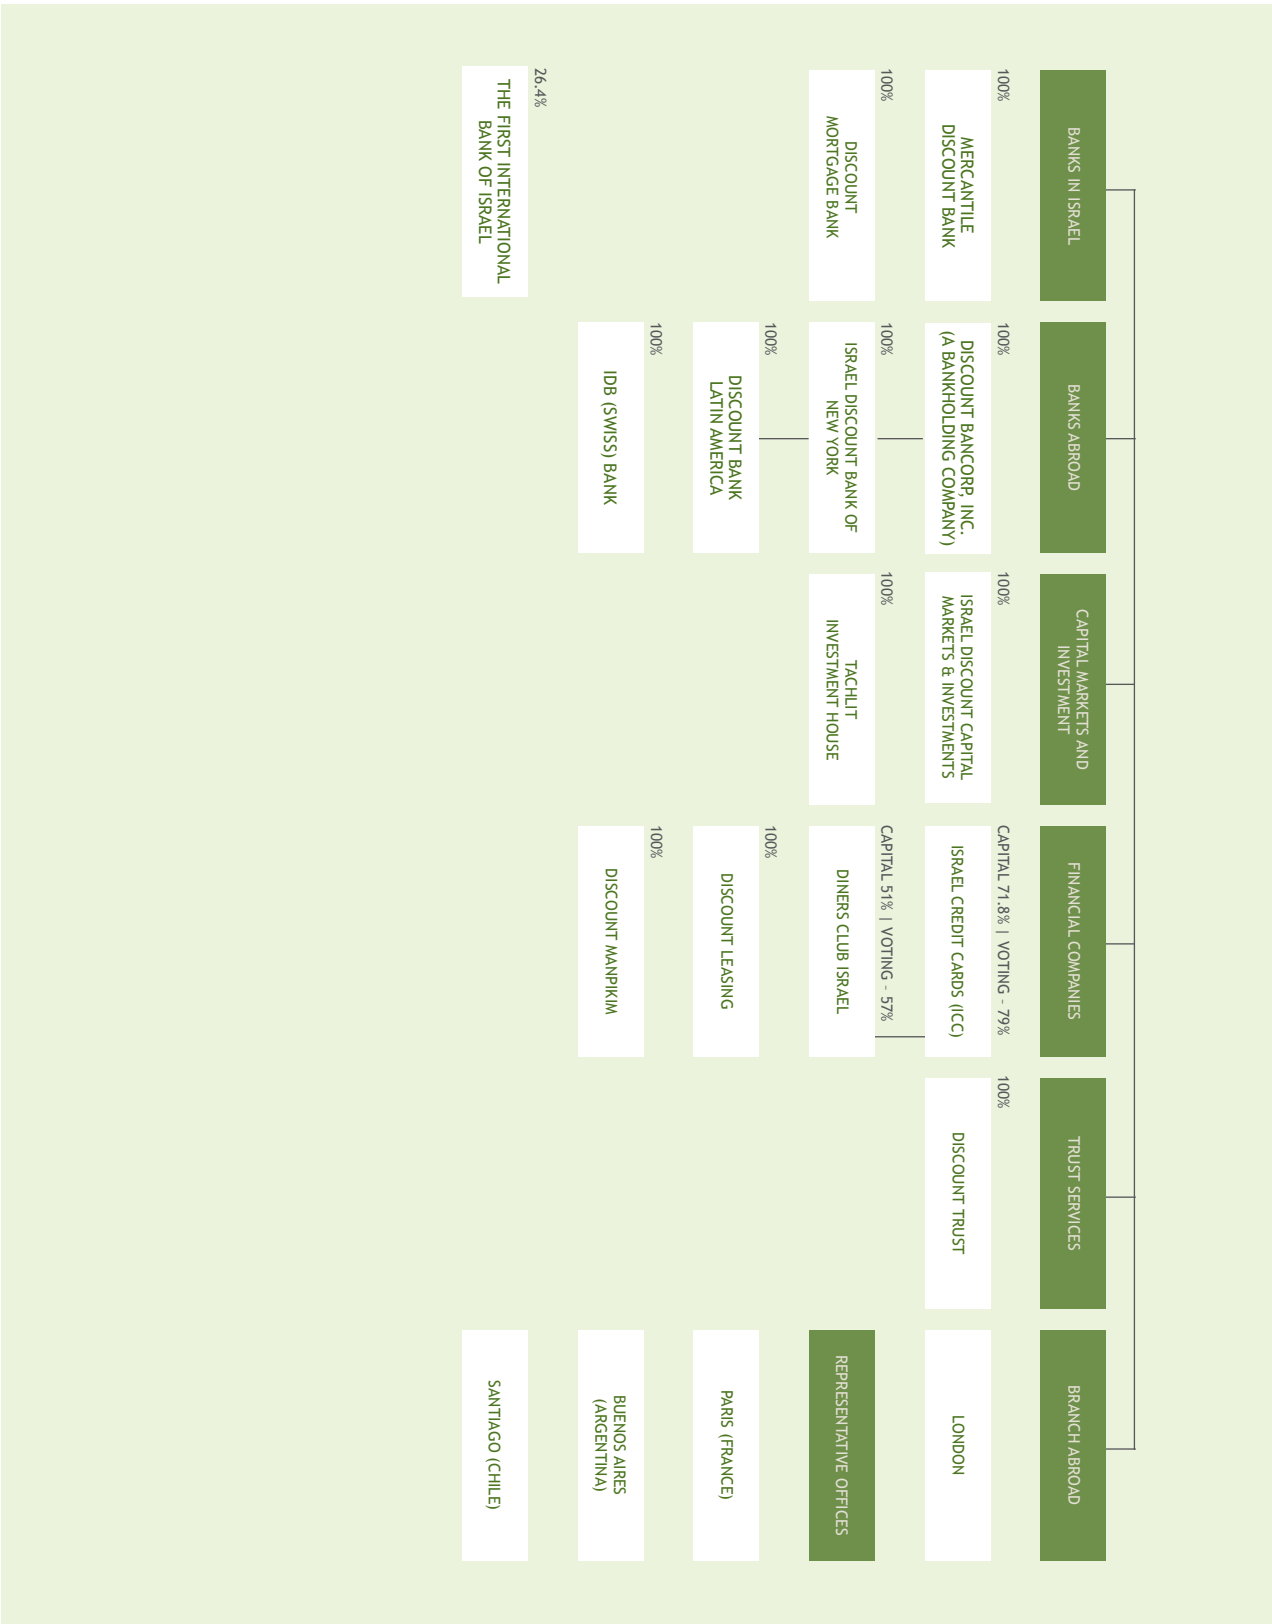 BANKS IN ISRAEL
100%
MERCANTILE
DISCOUNT BANK
100%
DISCOUNT
MORTGAGE BANK
26.4%
THE FIRST INTERNATIONAL
BANK OF ISRAEL
BANKS ABROAD
100%
DISCOUNT BANCORP, INC.
(A BANKHOLDING COMPANY)
100%
ISRAEL DISCOUNT BANK OF
NEW YORK
100%
DISCOUNT BANK
LATIN AMERICA
100%
IDB (SWISS) BANK
CAPITAL MARKETS AND
INVESTMENT
100%
ISRAEL DISCOUNT CAPITAL
MARKETS & INVESTMENTS
100%
TACHLIT
INVESTMENT HOUSE
FINANCIAL COMPANIES
CAPITAL 71.8% | VOTING - 79%
ISRAEL CREDIT CARDS (ICC)
CAPITAL 51% | VOTING - 57%
DINERS CLUB ISRAEL
100%
DISCOUNT LEASING
100%
DISCOUNT MANPIKIM
TRUST SERVICES
100%
DISCOUNT TRUST
BRANCH ABROAD
LONDON
REPRESENTATIVE OFFICES
PARIS (FRANCE)
BUENOS AIRES
(ARGENTINA)
SANTIAGO (CHILE)